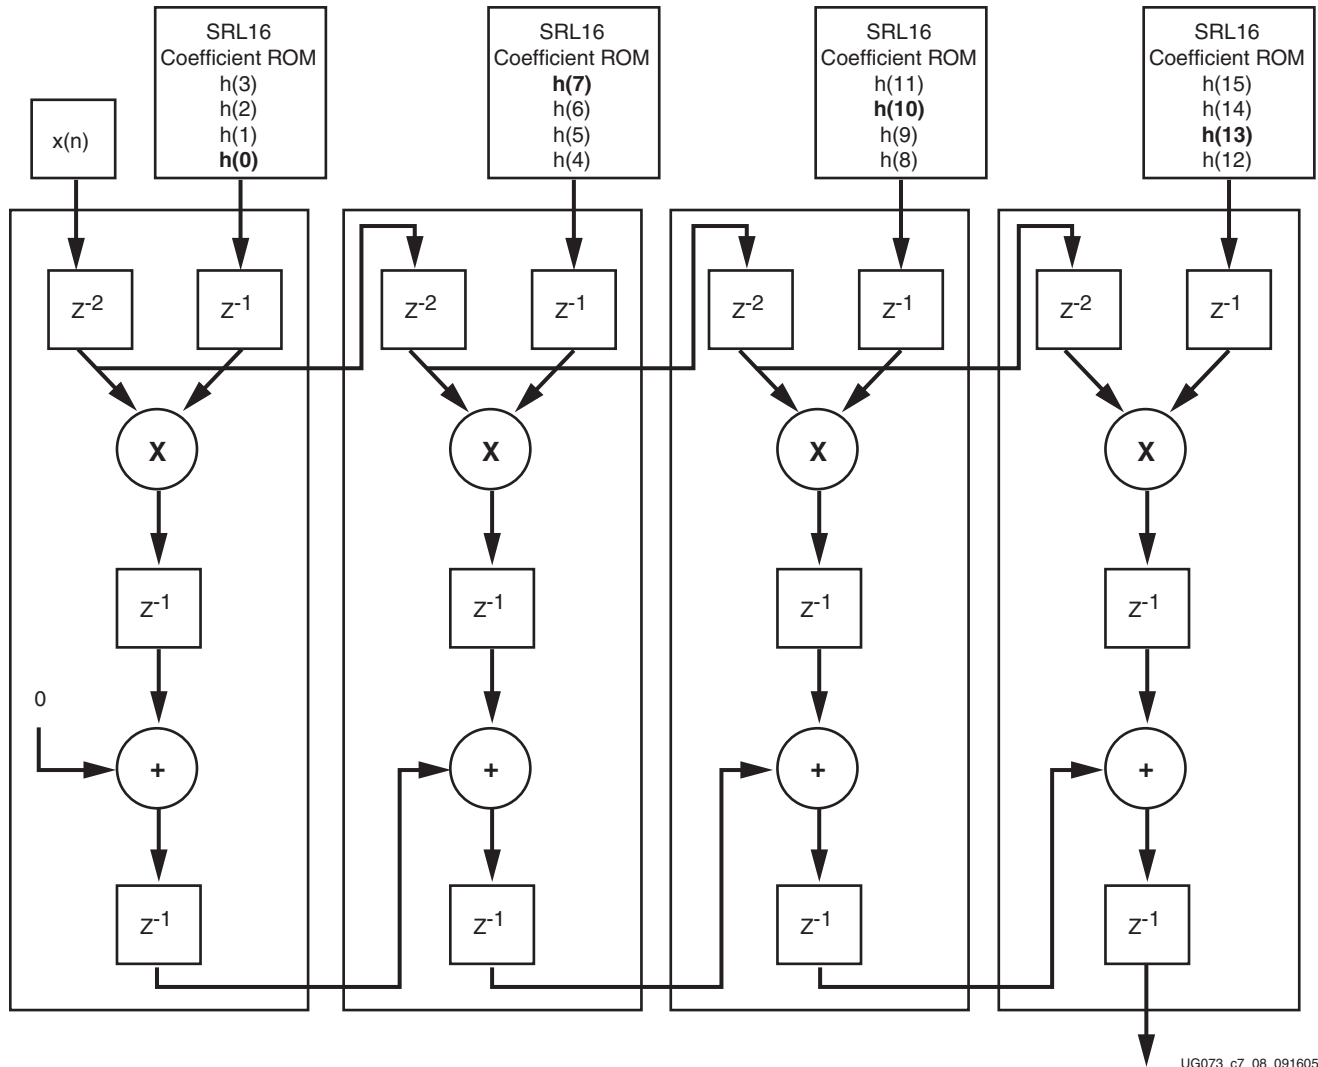 SRL16
Coefficient ROM
h(3)
h(2)
h(1)
h(0)
SRL16
Coefficient ROM
h(7)
h(6)
h(5)
h(4)
SRL16
Coefficient ROM
h(11)
h(10)
h(9)
h(8)
SRL16
Coefficient ROM
h(15)
h(14)
h(13)
h(12)
x(n)
Z-2
Z-1
Z-2
Z-1
Z-2
Z-1
Z-2
Z-1
X
X
X
X
Z-1
Z-1
Z-1
Z-1
0
+
+
+
+
Z-1
Z-1
Z-1
Z-1
UG073_c7_08_091605